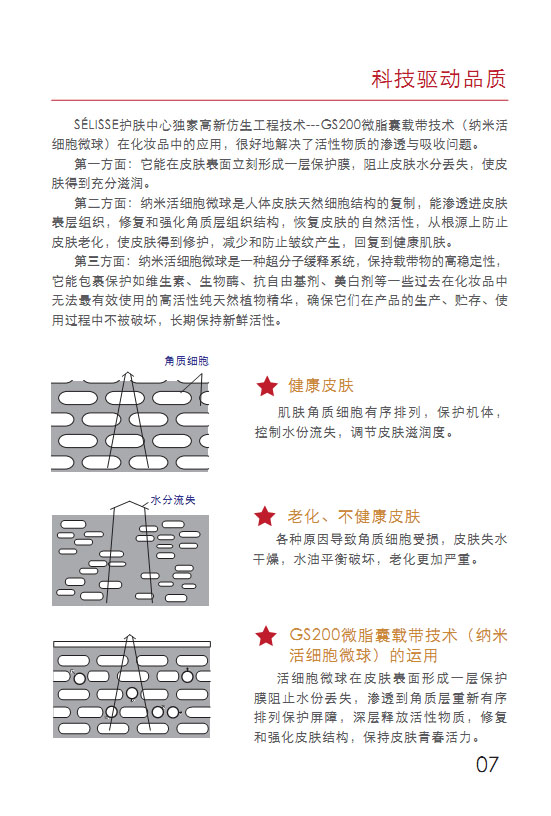 科技驱动品质
SÉLISSE护肤中心独家高新仿生工程技术---GS200微脂囊载带技术（纳米活
细胞微球）在化妆品中的应用，很好地解决了活性物质的渗透与吸收问题。
第一方面：它能在皮肤表面立刻形成一层保护膜，阻止皮肤水分丢失，使皮
肤得到充分滋润。
第二方面：纳米活细胞微球是人体皮肤天然细胞结构的复制，能渗透进皮肤
表层组织，修复和强化角质层组织结构，恢复皮肤的自然活性，从根源上防止
皮肤老化，使皮肤得到修护，减少和防止皱纹产生，回复到健康肌肤。
第三方面：纳米活细胞微球是一种超分子缓释系统，保持载带物的高稳定性，
它能包裹保护如维生素、生物酶、抗自由基剂、美白剂等一些过去在化妆品中
无法最有效使用的高活性纯天然植物精华，确保它们在产品的生产、贮存、使
用过程中不被破坏，长期保持新鲜活性。
角质细胞
健康皮肤
肌肤角质细胞有序排列，保护机体，
控制水份流失，调节皮肤滋润度。
水分流失
老化、不健康皮肤
各种原因导致角质细胞受损，皮肤失水
干燥，水油平衡破坏，老化更加严重。
GS200微脂囊载带技术（纳米
活细胞微球）的运用
活细胞微球在皮肤表面形成一层保护
膜阻止水份丢失，渗透到角质层重新有序
排列保护屏障，深层释放活性物质，修复
和强化皮肤结构，保持皮肤青春活力。
07